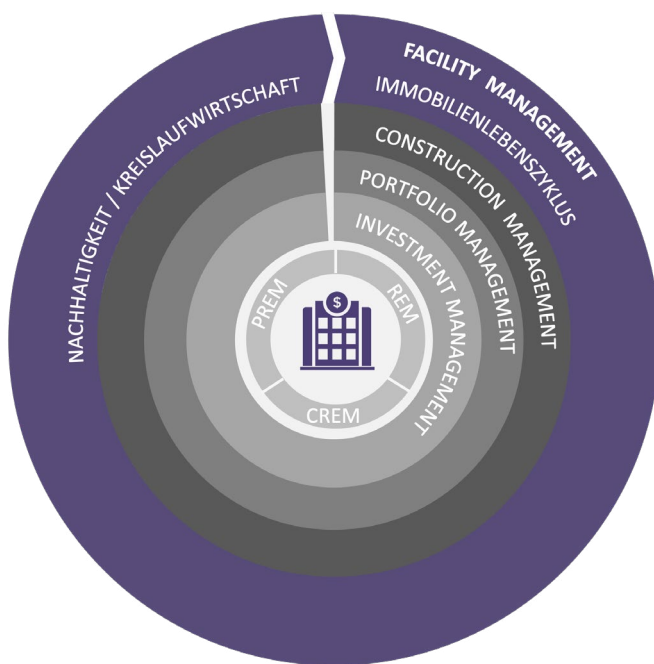 FACILITY MANAGEMENT
IMMOBILIENLEBENSZYKLUS
NACHHALTIGKEIT / KREISLAUFWIRTSCHAFT
CONSTRUCTION MANAGEMENT
PORTFOLIO MANAGEMENT
INVESTMENT MANAGEMENT
PREM
REM
CREM
$